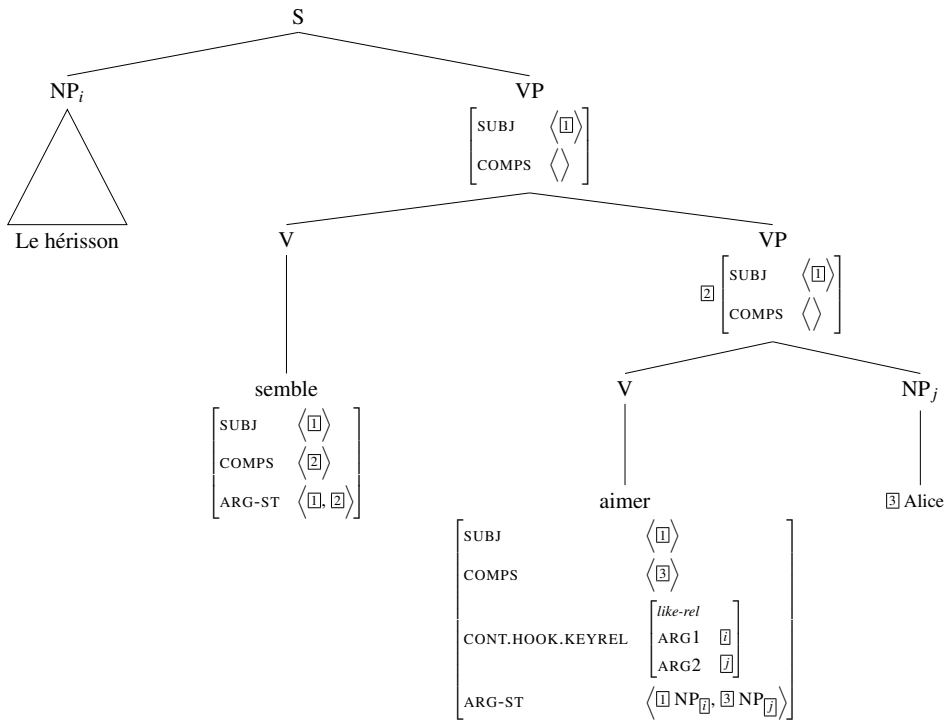 S
NP_i VP
SUBJ ⟨[1]⟩
COMPS ⟨⟩
Le hérisson V VP
[2] SUBJ ⟨[1]⟩
COMPS ⟨⟩
semble V NP_j
SUBJ ⟨[1]⟩
COMPS ⟨[2]⟩
ARG-ST ⟨[1], [2]⟩
aimer [3] Alice
SUBJ ⟨[1]⟩
COMPS ⟨[3]⟩
like-rel
CONT.HOOK.KEYREL ARG1 [i]
ARG2 [j]
ARG-ST ⟨[1] NP_[i], [3] NP_[j]⟩